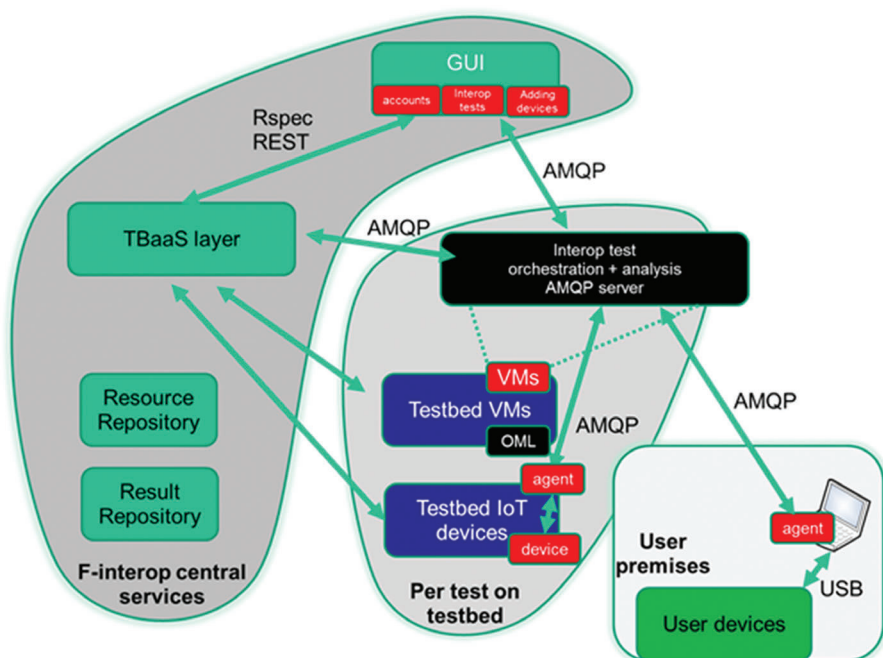 GUI
accounts
Interop
tests
Adding
devices
Rspec
REST
AMQP
TBaaS layer
AMQP
Interop test
orchestration + analysis
AMQP server
VMs
Testbed VMs
OML
AMQP
AMQP
Resource
Repository
Result
Repository
agent
Testbed IoT
devices
device
agent
User
premises
USB
User devices
F-interop central
services
Per test on
testbed